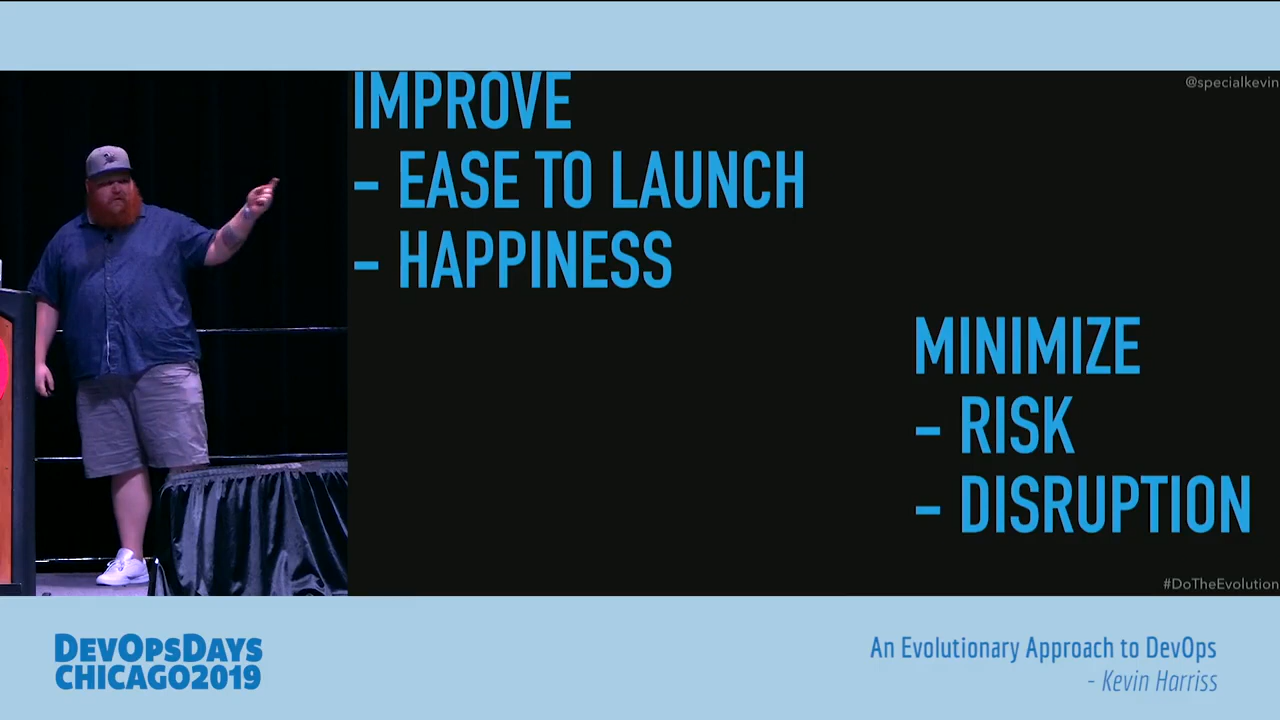 @specialkevin
IMPROVE
- EASE TO LAUNCH
- HAPPINESS
MINIMIZE
- RISK
- DISRUPTION
#DoTheEvolution
DEVOPSDAYS
CHICAGO2019
An Evolutionary Approach to DevOps
- Kevin Harriss